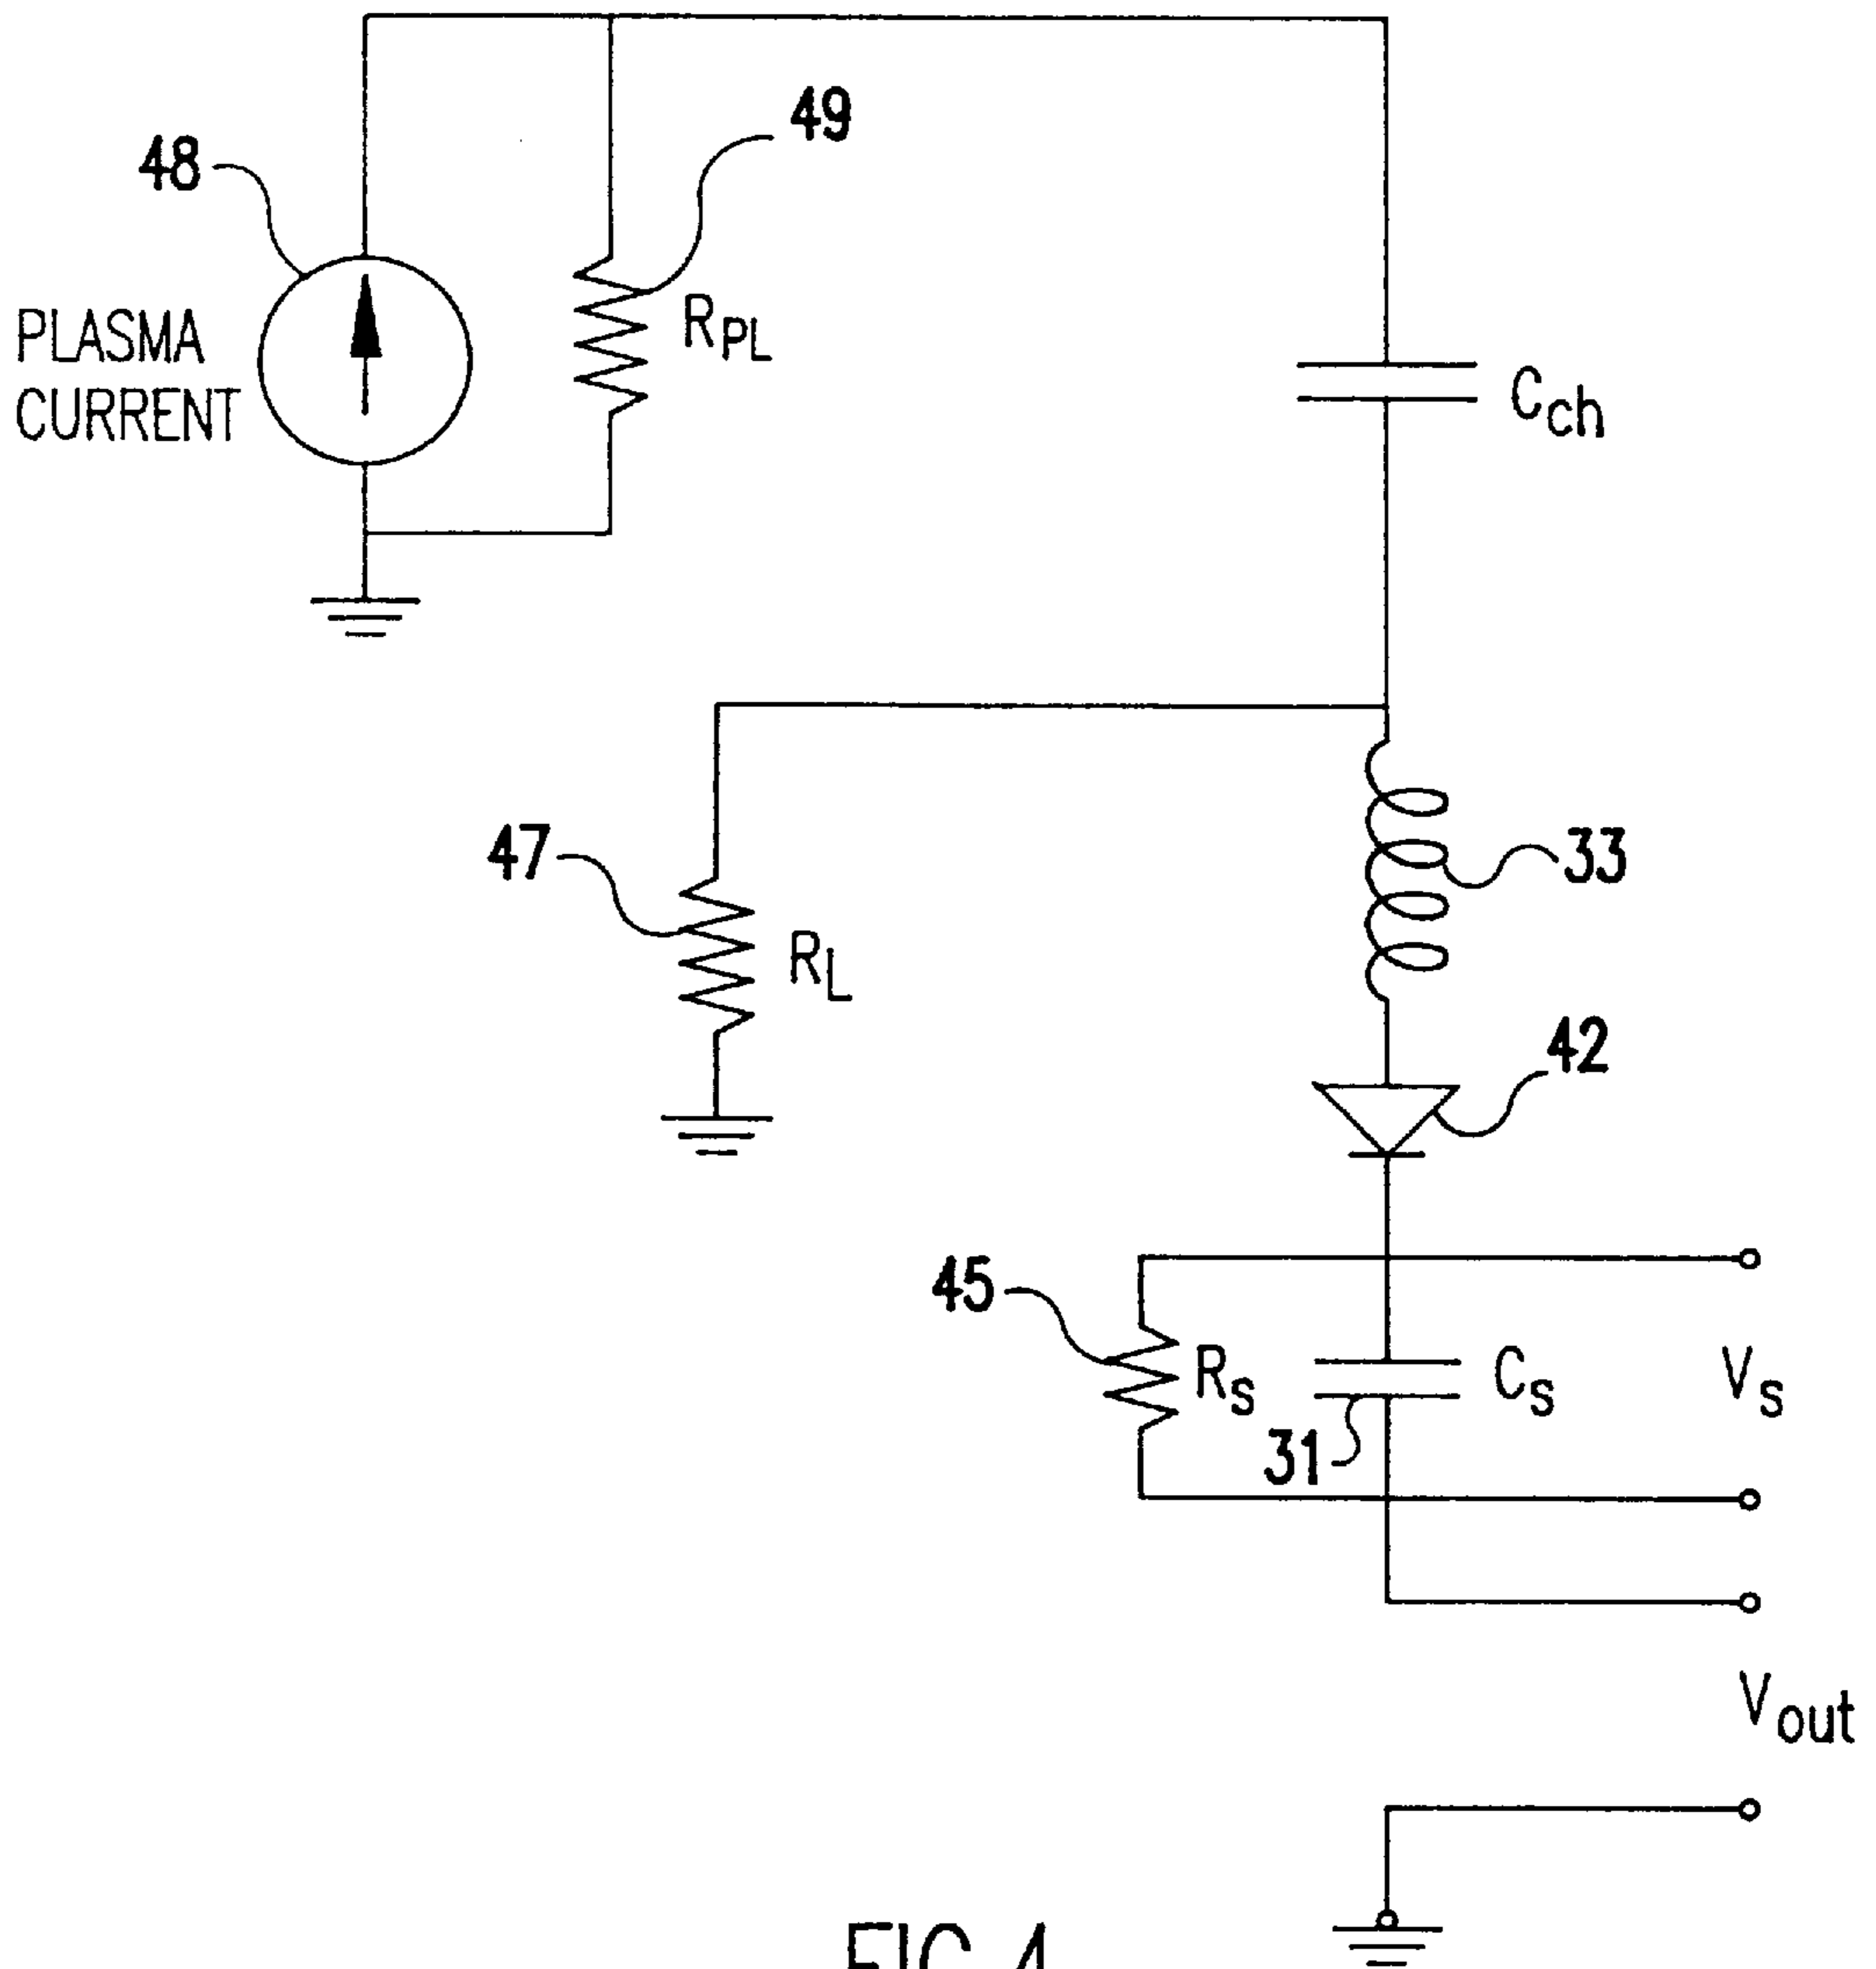 49
48
PLASMA
CURRENT
RPL
Cch
47
33
RL
42
45
Rs
Cs
Vs
31
Vout
FIG. 4